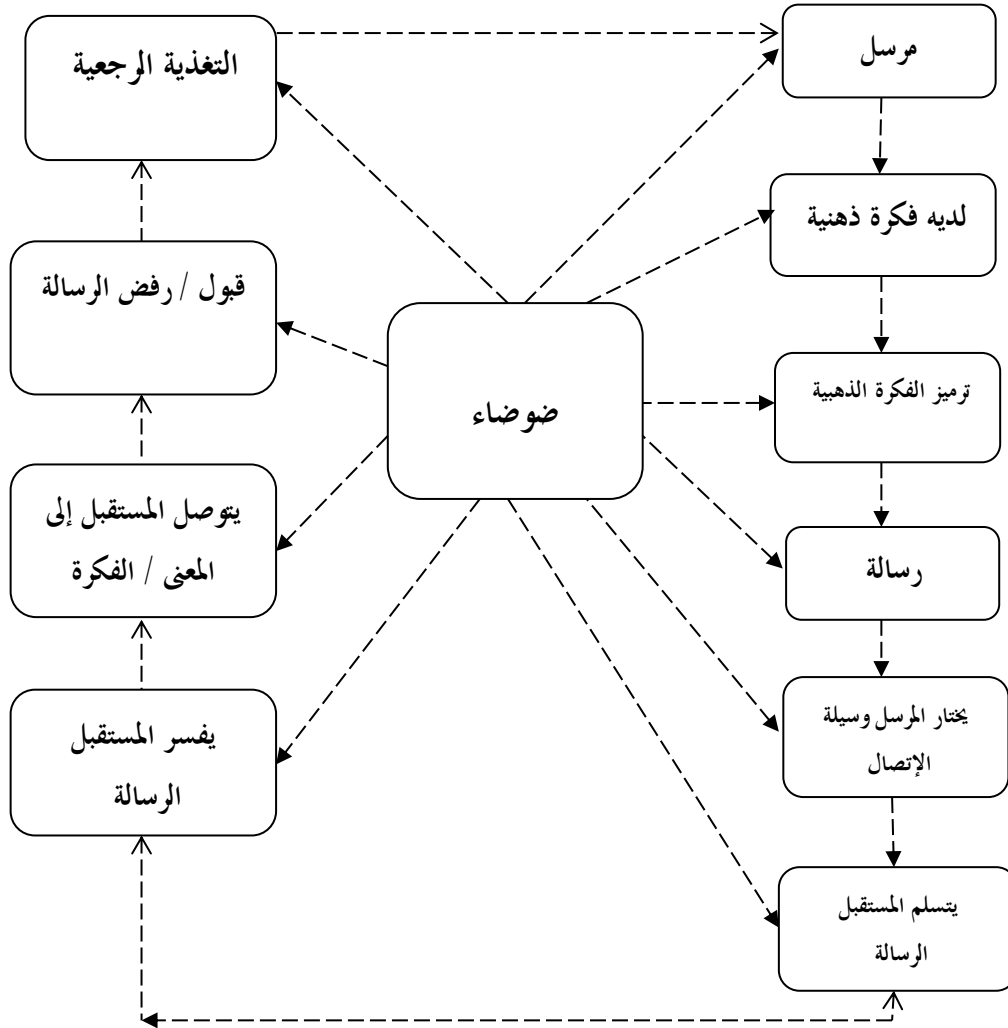 مرسل
لديه فكرة ذهنية
ترميز الفكرة الذهبية
رسالة
يختار المرسل وسيلة
الإتصال
يتسلم المستقبل
الرسالة
ضوضاء
يفسر المستقبل
الرسالة
يتوصل المستقبل إلى
المعنى / الفكرة
قبول / رفض الرسالة
التغذية الرجعية